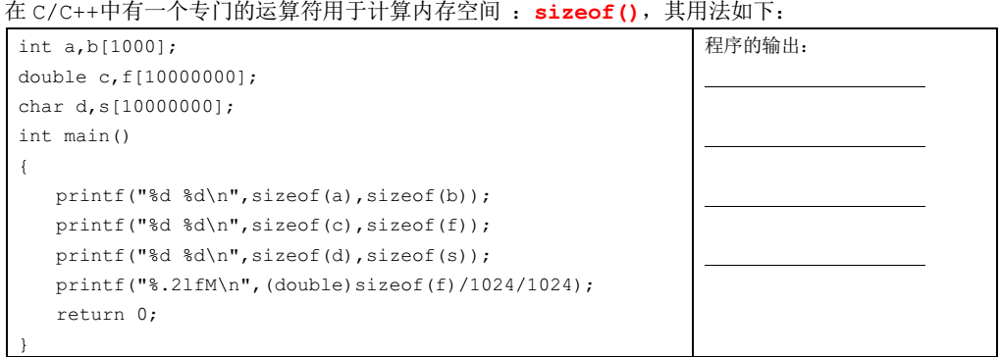 在 C/C++中有一个专门的运算符用于计算内存空间 ：sizeof()，其用法如下：
int a,b[1000];
double c,f[10000000];
char d,s[10000000];
int main()
{
printf("%d %d\n",sizeof(a),sizeof(b));
printf("%d %d\n",sizeof(c),sizeof(f));
printf("%d %d\n",sizeof(d),sizeof(s));
printf("%.2lfM\n",(double)sizeof(f)/1024/1024);
return 0;
}
程序的输出：